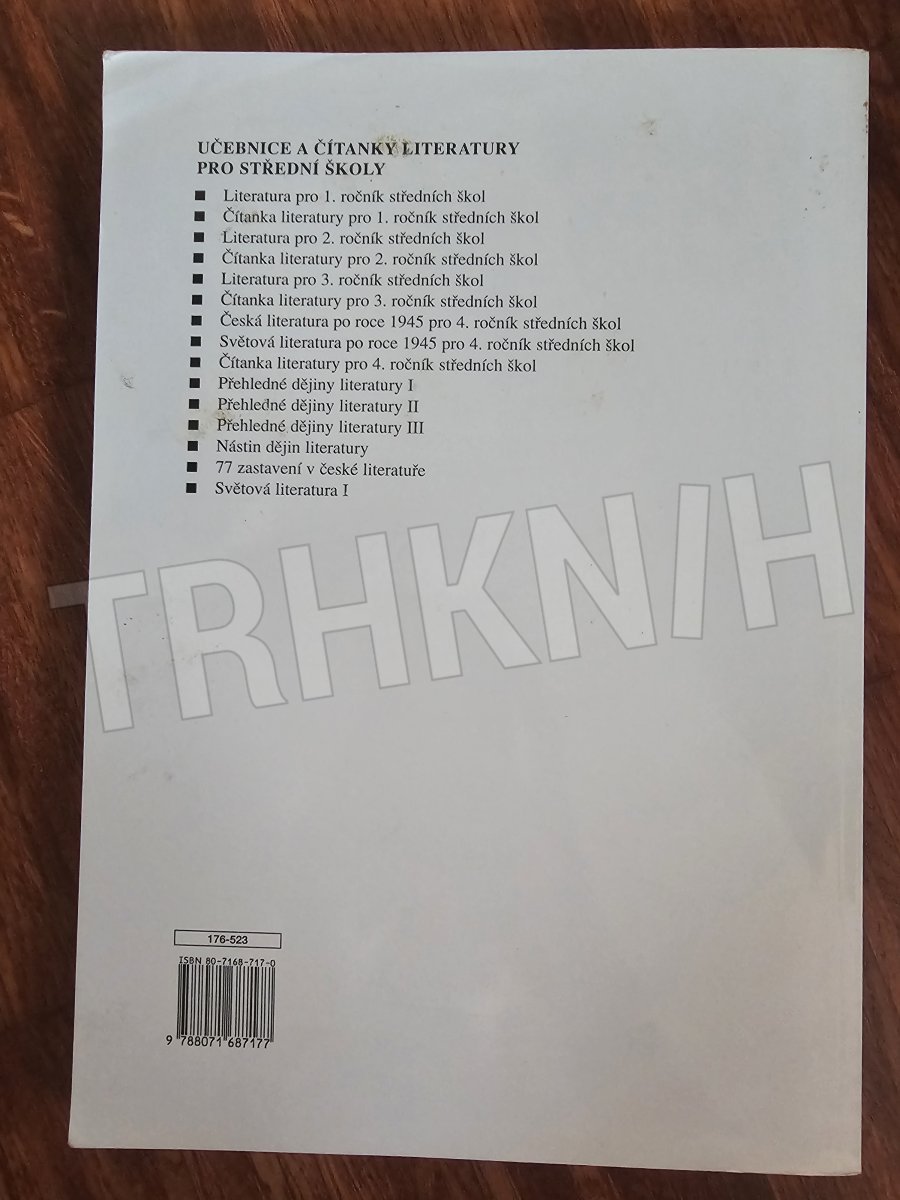 UČEBNICE A ČÍTANKY LITERATURY
PRO STŘEDNÍ ŠKOLY
■ Literatura pro 1. ročník středních škol
■ Čítanka literatury pro 1. ročník středních škol
■ Literatura pro 2. ročník středních škol
■ Čítanka literatury pro 2. ročník středních škol
■ Literatura pro 3. ročník středních škol
■ Čítanka literatury pro 3. ročník středních škol
■ Česká literatura po roce 1945 pro 4. ročník středních škol
■ Světová literatura po roce 1945 pro 4. ročník středních škol
■ Čítanka literatury pro 4. ročník středních škol
■ Přehledné dějiny literatury I
■ Přehledné dějiny literatury II
■ Přehledné dějiny literatury III
■ Nástin dějin literatury
■ 77 zastavení v české literatuře
■ Světová literatura I
TRHKNIH
176-523
ISBN 80-7168-717-0
9 788071 687177